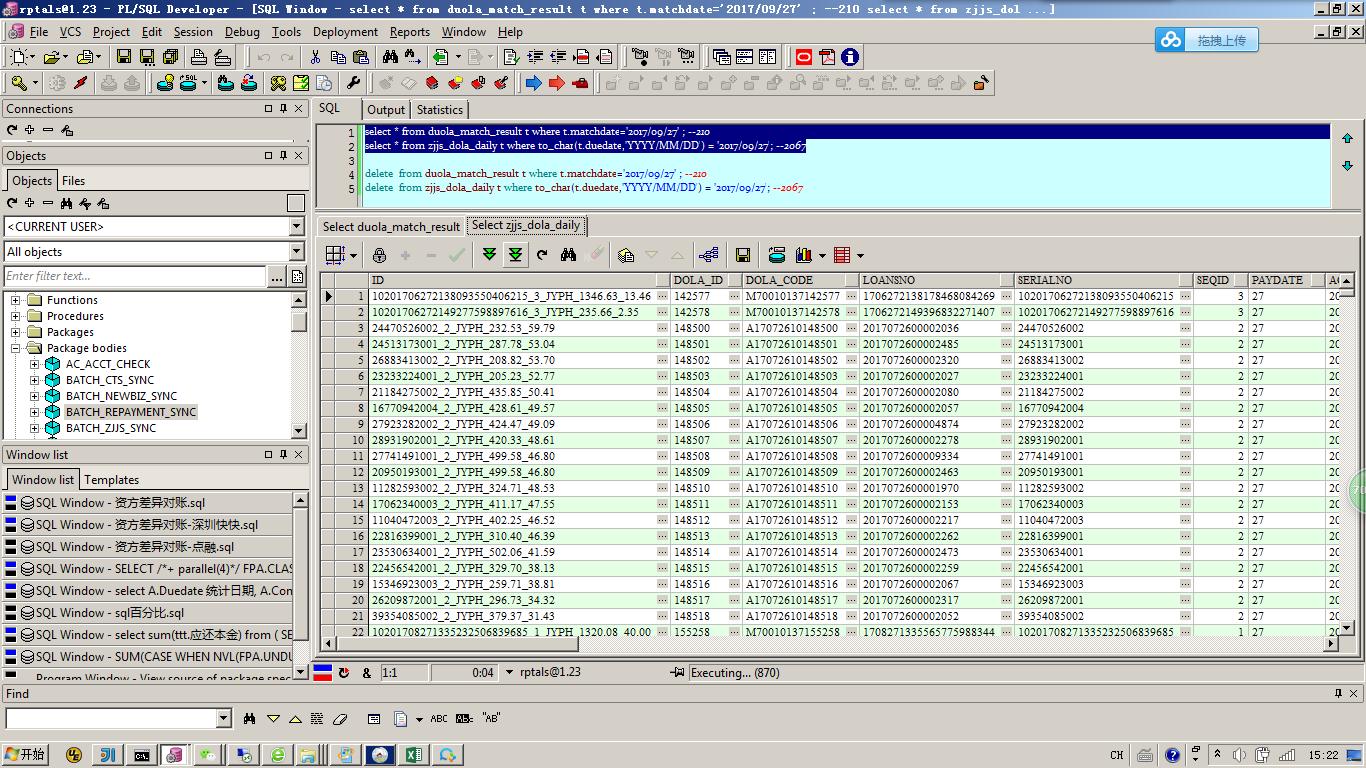 rptals@1.23 - PL/SQL Developer - [SQL Window - select * from duola_match_result t where t.matchdate='2017/09/27' ; --210 select * from zjjs_dol ...]
File VCS Project Edit Session Debug Tools Deployment Reports Window Help
拖拽上传
Connections
Objects
Objects Files
<CURRENT USER>
All objects
Enter filter text...
Functions
Procedures
Packages
Package bodies
AC_ACCT_CHECK
BATCH_CTS_SYNC
BATCH_NEWBIZ_SYNC
BATCH_REPAYMENT_SYNC
BATCH_ZJJS_SYNC
Window list
Window list Templates
SQL Window - 资方差异对账.sql
SQL Window - 资方差异对账-深圳快快.sql
SQL Window - 资方差异对账-点融.sql
SQL Window - SELECT /*+ parallel(4)*/ FPA.CLAS
SQL Window - select A.Duedate 统计日期, A.Con
SQL Window - sql百分比.sql
SQL Window - select sum(ttt.应还本金) from ( SE
SQL Window - SUM(CASE WHEN NVL(FPA.UNDU
Program Window - View source of package spec
SQL Output Statistics
1 select * from duola_match_result t where t.matchdate='2017/09/27' ; --210
2 select * from zjjs_dola_daily t where to_char(t.duedate,'YYYY/MM/DD') = '2017/09/27'; --2067
3
4 delete from duola_match_result t where t.matchdate='2017/09/27' ; --210
5 delete from zjjs_dola_daily t where to_char(t.duedate,'YYYY/MM/DD') = '2017/09/27'; --2067
Select duola_match_result Select zjjs_dola_daily
ID DOLA_ID DOLA_CODE LOANSNO SERIALNO SEQID PAYDATE AC
1 10201706272138093550406215_3_JYPH_1346.63_13.46 ... 142577 ... M70010137142577 ... 1706272138178468084269 ... 10201706272138093550406215 ... 3 27 20
2 10201706272149277598897616_3_JYPH_235.66_2.35 ... 142578 ... M70010137142578 ... 1706272149396832271407 ... 10201706272149277598897616 ... 3 27 20
3 24470526002_2_JYPH_232.53_59.79 ... 148500 ... A17072610148500 ... 2017072600002036 ... 24470526002 ... 2 27 20
4 24513173001_2_JYPH_287.78_53.04 ... 148501 ... A17072610148501 ... 2017072600002485 ... 24513173001 ... 2 27 20
5 26883413002_2_JYPH_208.82_53.70 ... 148502 ... A17072610148502 ... 2017072600002320 ... 26883413002 ... 2 27 20
6 23233224001_2_JYPH_205.23_52.77 ... 148503 ... A17072610148503 ... 2017072600002027 ... 23233224001 ... 2 27 20
7 21184275002_2_JYPH_435.85_50.41 ... 148504 ... A17072610148504 ... 2017072600002080 ... 21184275002 ... 2 27 20
8 16770942004_2_JYPH_428.61_49.57 ... 148505 ... A17072610148505 ... 2017072600002057 ... 16770942004 ... 2 27 20
9 27923282002_2_JYPH_424.47_49.09 ... 148506 ... A17072610148506 ... 2017072600004874 ... 27923282002 ... 2 27 20
10 28931902001_2_JYPH_420.33_48.61 ... 148507 ... A17072610148507 ... 2017072600002278 ... 28931902001 ... 2 27 20
11 27741491001_2_JYPH_499.58_46.80 ... 148508 ... A17072610148508 ... 2017072600009334 ... 27741491001 ... 2 27 20
12 20950193001_2_JYPH_499.58_46.80 ... 148509 ... A17072610148509 ... 2017072600002463 ... 20950193001 ... 2 27 20
13 11282593002_2_JYPH_324.71_48.53 ... 148510 ... A17072610148510 ... 2017072600001970 ... 11282593002 ... 2 27 20
14 17062340003_2_JYPH_411.17_47.55 ... 148511 ... A17072610148511 ... 2017072600002153 ... 17062340003 ... 2 27 20
15 11040472003_2_JYPH_402.25_46.52 ... 148512 ... A17072610148512 ... 2017072600002217 ... 11040472003 ... 2 27 20
16 22816399001_2_JYPH_310.40_46.39 ... 148513 ... A17072610148513 ... 2017072600002262 ... 22816399001 ... 2 27 20
17 23530634001_2_JYPH_502.06_41.59 ... 148514 ... A17072610148514 ... 2017072600002473 ... 23530634001 ... 2 27 20
18 22456542001_2_JYPH_329.70_38.13 ... 148515 ... A17072610148515 ... 2017072600002259 ... 22456542001 ... 2 27 20
19 15346923003_2_JYPH_259.71_38.81 ... 148516 ... A17072610148516 ... 2017072600002067 ... 15346923003 ... 2 27 20
20 26209872001_2_JYPH_296.73_34.32 ... 148517 ... A17072610148517 ... 2017072600002317 ... 26209872001 ... 2 27 20
21 39354085002_2_JYPH_379.37_31.43 ... 148518 ... A17072610148518 ... 2017072600002052 ... 39354085002 ... 2 27 20
22 10201708271335232506839685_1_JYPH_1320.08_40.00 ... 155258 ... M70010137155258 ... 1708271335565775988344 ... 10201708271335232506839685 ... 1 27 20
& 1:1 0:04 rptals@1.23 Executing... (870)
Find
ABC "AB"
开始 CH 15:22